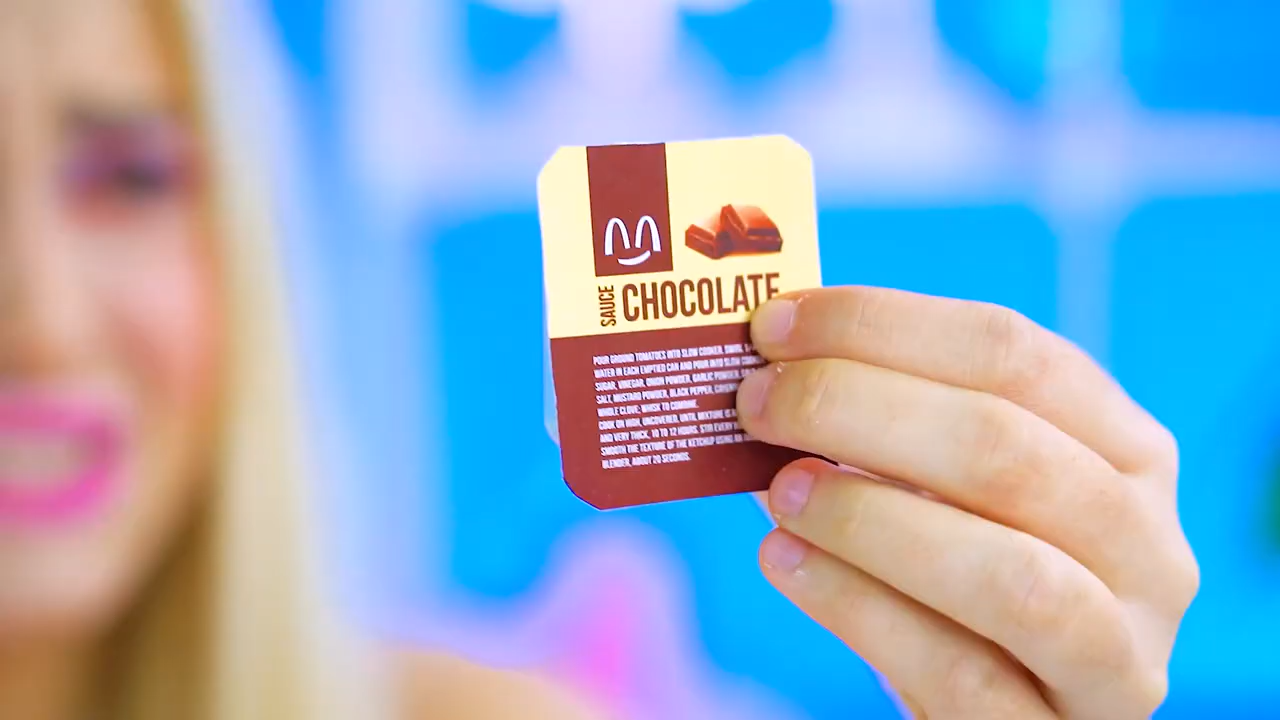 SAUCE
CHOCOLATE
POUR GROUND TOMATOES INTO SLOW COOKER. SWIRL
WATER IN EACH EMPTIED CAN AND POUR INTO SLOW
SUGAR, VINEGAR, ONION POWDER, GARLIC POWDER,
SALT, MUSTARD POWDER, BLACK PEPPER,
WHOLE CLOVE; WHISK TO COMBINE.
COOK ON HIGH, UNCOVERED, UNTIL MIXTURE IS
AND VERY THICK, 10 TO 12 HOURS. STIR EVERY
SMOOTH THE TEXTURE OF THE KETCHUP USING
BLENDER, ABOUT 20 SECONDS.